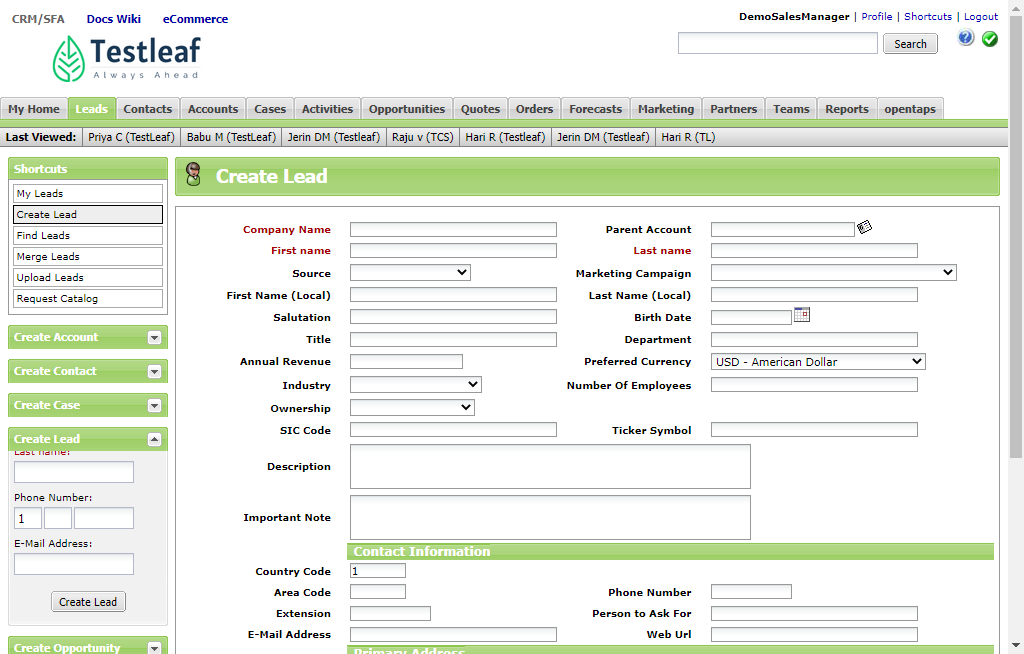 CRM/SFA Docs Wiki eCommerce
DemoSalesManager | Profile | Shortcuts | Logout
Testleaf
Always Ahead
Search
My Home Leads Contacts Accounts Cases Activities Opportunities Quotes Orders Forecasts Marketing Partners Teams Reports opentaps
Last Viewed: Priya C (TestLeaf) Babu M (TestLeaf) Jerin DM (Testleaf) Raju v (TCS) Hari R (Testleaf) Jerin DM (Testleaf) Hari R (TL)
Shortcuts
My Leads
Create Lead
Find Leads
Merge Leads
Upload Leads
Request Catalog
Create Account
Create Contact
Create Case
Create Lead
Last name:
Phone Number:
1
E-Mail Address:
Create Lead
Create Opportunity
Create Lead
Company Name Parent Account
First name Last name
Source Marketing Campaign
First Name (Local) Last Name (Local)
Salutation Birth Date
Title Department
Annual Revenue Preferred Currency USD - American Dollar
Industry Number Of Employees
Ownership
SIC Code Ticker Symbol
Description
Important Note
Contact Information
Country Code 1
Area Code Phone Number
Extension Person to Ask For
E-Mail Address Web Url
Primary Address